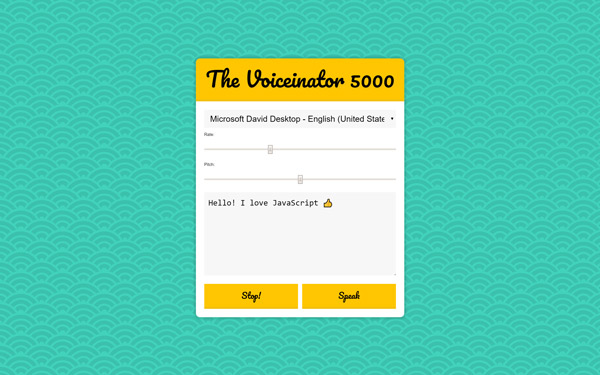 The Voiceinator 5000
Microsoft David Desktop - English (United State
Rate:
Pitch:
Hello! I love JavaScript 👍
Stop!
Speak